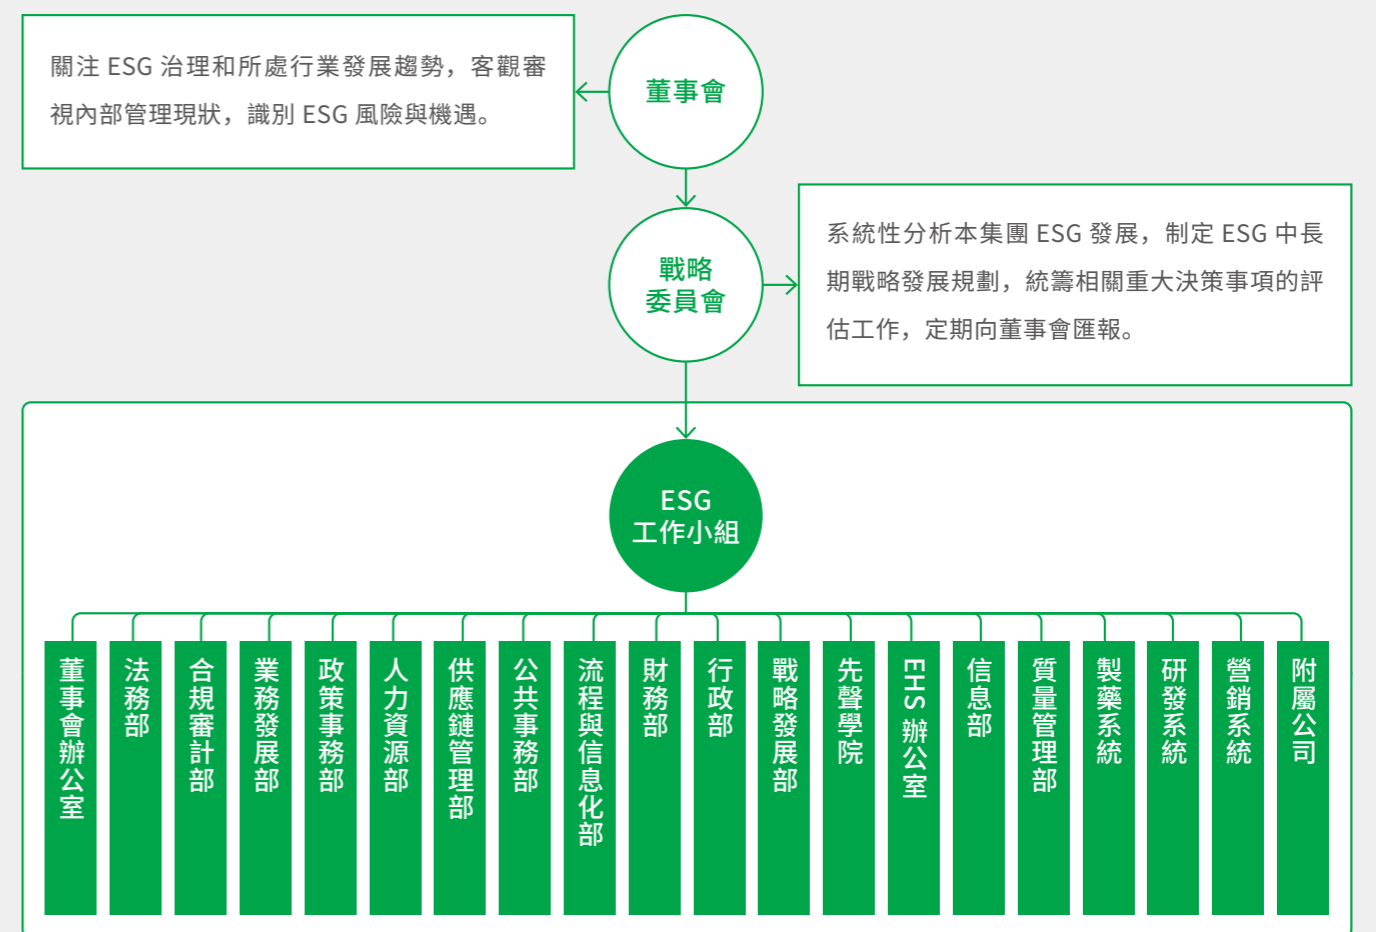 關注 ESG 治理和所處行業發展趨勢，客觀審
視內部管理現狀，識別 ESG 風險與機遇。
董事會
戰略
委員會
系統性分析本集團 ESG 發展，制定 ESG 中長
期戰略發展規劃，統籌相關重大決策事項的評
估工作，定期向董事會匯報。
ESG
工作小組
董事會辦公室
法務部
合規審計部
業務發展部
政策事務部
人力資源部
供應鏈管理部
公共事務部
流程與信息化部
財務部
行政部
戰略發展部
先聲學院
EHS 辦公室
信息部
質量管理部
製藥系統
研發系統
營銷系統
附屬公司